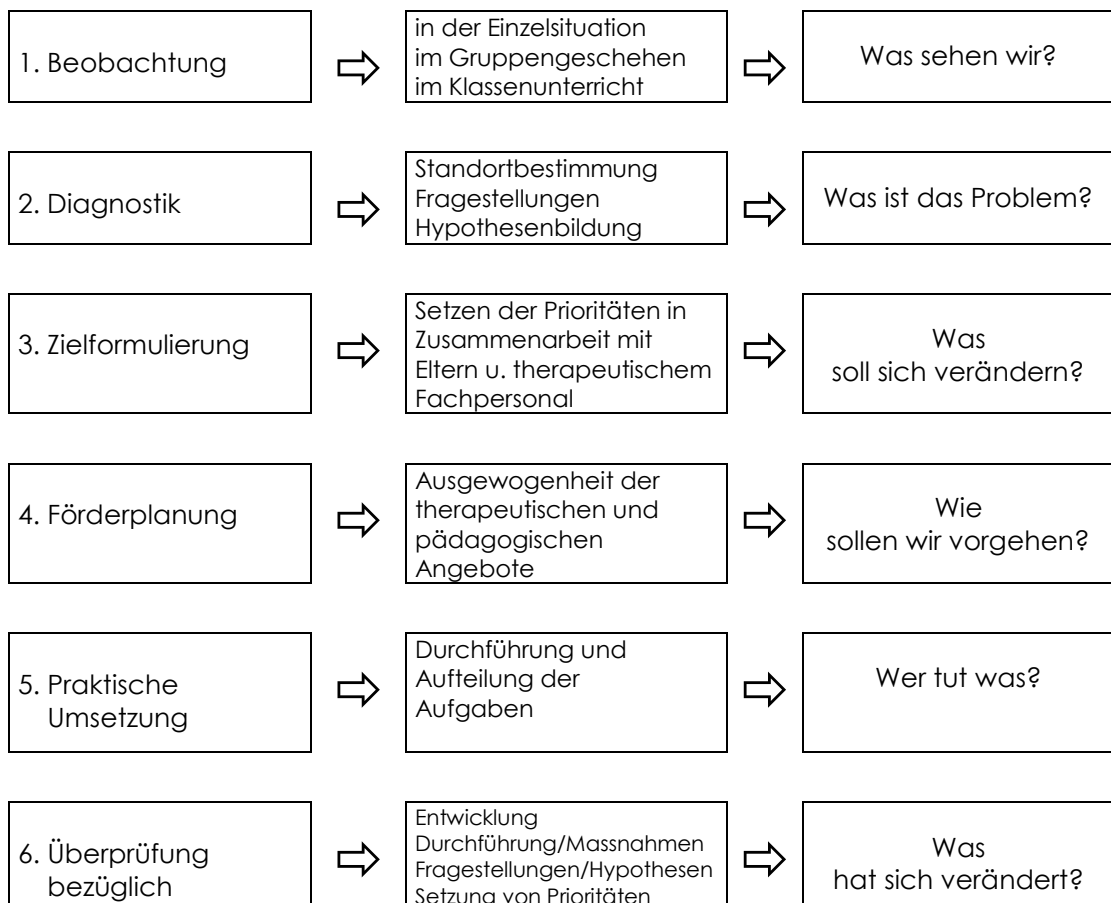 1. Beobachtung
in der Einzelsituation
im Gruppengeschehen
im Klassenunterricht
Was sehen wir?
2. Diagnostik
Standortbestimmung
Fragestellungen
Hypothesenbildung
Was ist das Problem?
3. Zielformulierung
Setzen der Prioritäten in
Zusammenarbeit mit
Eltern u. therapeutischem
Fachpersonal
Was
soll sich verändern?
4. Förderplanung
Ausgewogenheit der
therapeutischen und
pädagogischen
Angebote
Wie
sollen wir vorgehen?
5. Praktische
Umsetzung
Durchführung und
Aufteilung der
Aufgaben
Wer tut was?
6. Überprüfung
bezüglich
Entwicklung
Durchführung/Massnahmen
Fragestellungen/Hypothesen
Setzung von Prioritäten
Was
hat sich verändert?